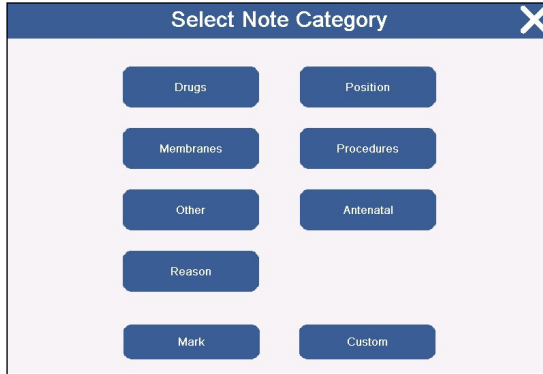 Select Note Category
Drugs Position
Membranes Procedures
Other Antenatal
Reason
Mark Custom